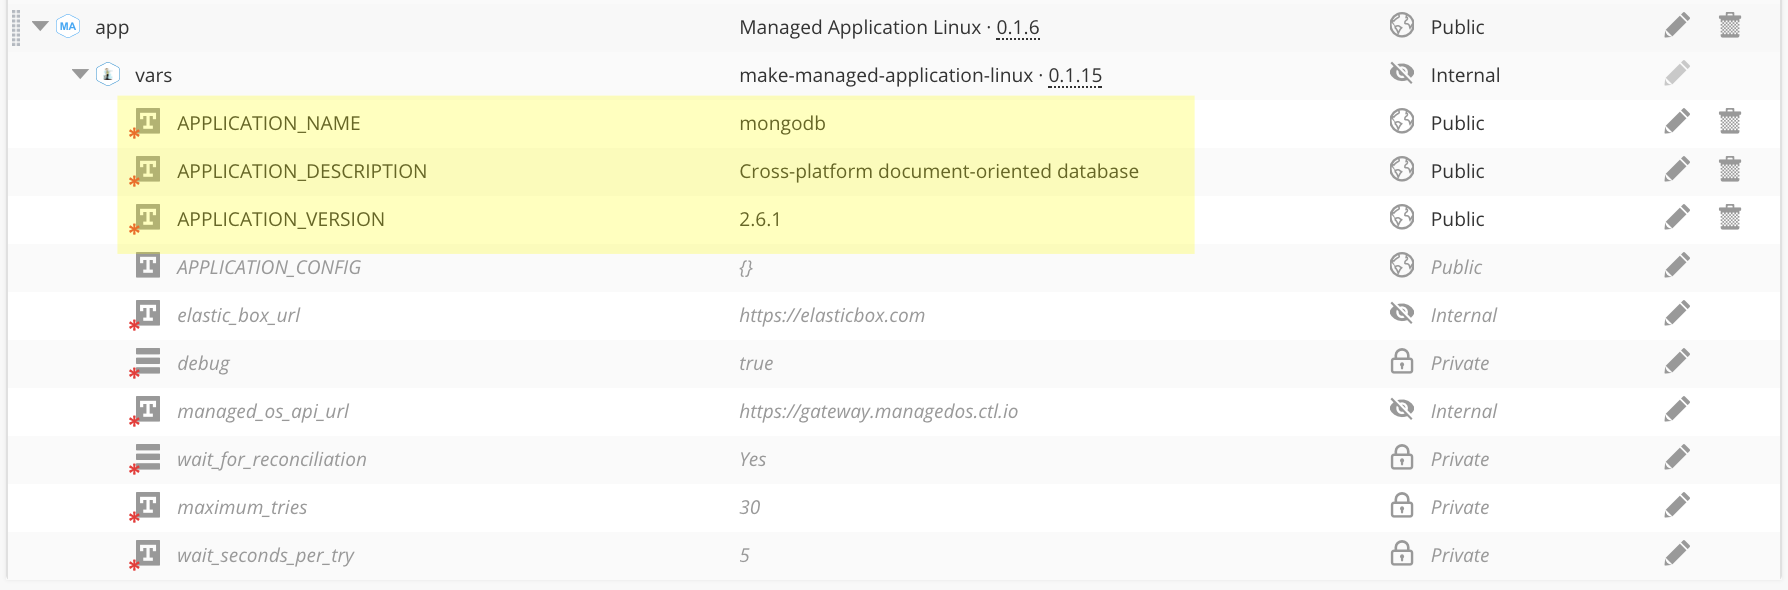 MA app Managed Application Linux · 0.1.6 Public
vars make-managed-application-linux · 0.1.15 Internal
T APPLICATION_NAME mongodb Public
T APPLICATION_DESCRIPTION Cross-platform document-oriented database Public
T APPLICATION_VERSION 2.6.1 Public
T APPLICATION_CONFIG {} Public
T elastic_box_url https://elasticbox.com Internal
debug true Private
T managed_os_api_url https://gateway.managedos.ctl.io Internal
wait_for_reconciliation Yes Private
T maximum_tries 30 Private
T wait_seconds_per_try 5 Private